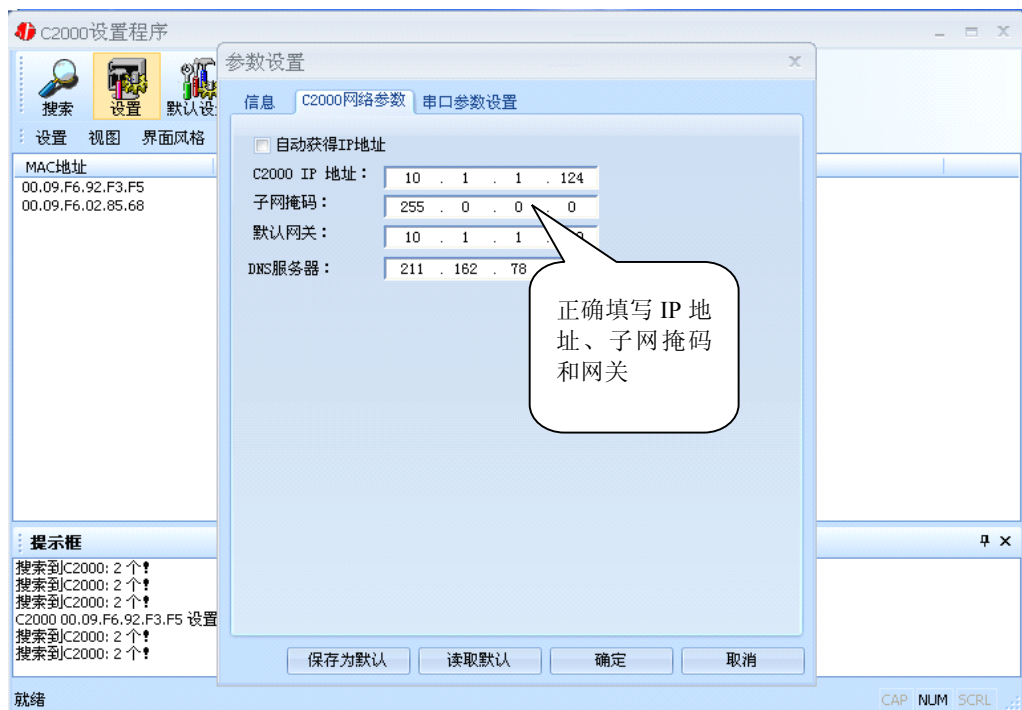 C2000设置程序
搜索
设置
默认设
设置 视图 界面风格
MAC地址
00.09.F6.92.F3.F5
00.09.F6.02.85.68
参数设置
信息 C2000网络参数 串口参数设置
自动获得IP地址
C2000 IP 地址： 10 . 1 . 1 . 124
子网掩码： 255 . 0 . 0 . 0
默认网关： 10 . 1 . 1 .
DNS服务器： 211 . 162 . 78
正确填写 IP 地
址、子网掩码
和网关
保存为默认 读取默认 确定 取消
提示框
搜索到C2000: 2 个!
搜索到C2000: 2 个!
搜索到C2000: 2 个!
C2000 00.09.F6.92.F3.F5 设置
搜索到C2000: 2 个!
搜索到C2000: 2 个!
就绪
CAP NUM SCRL